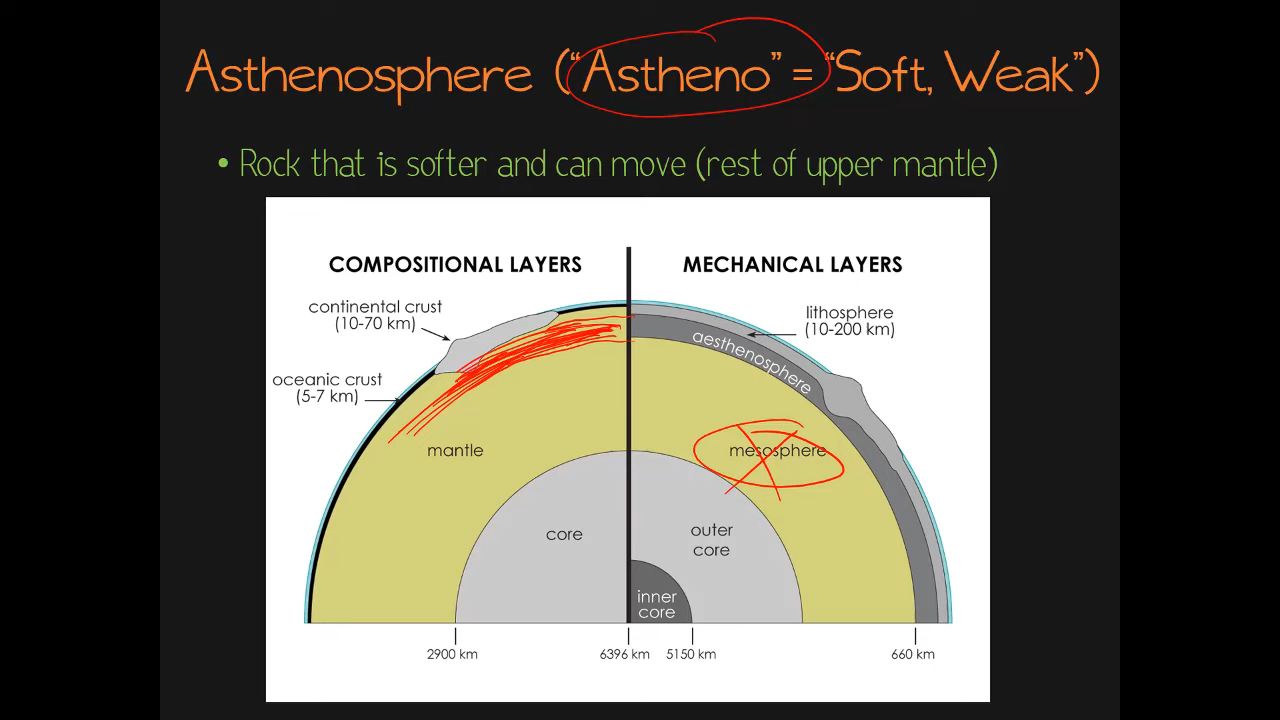 Asthenosphere (“Astheno” = “Soft, Weak”)
• Rock that is softer and can move (rest of upper mantle)
COMPOSITIONAL LAYERS
MECHANICAL LAYERS
continental crust
(10-70 km)
lithosphere
(10-200 km)
aesthenosphere
oceanic crust
(5-7 km)
mantle
mesosphere
core
outer
core
inner
core
2900 km
6396 km
5150 km
660 km